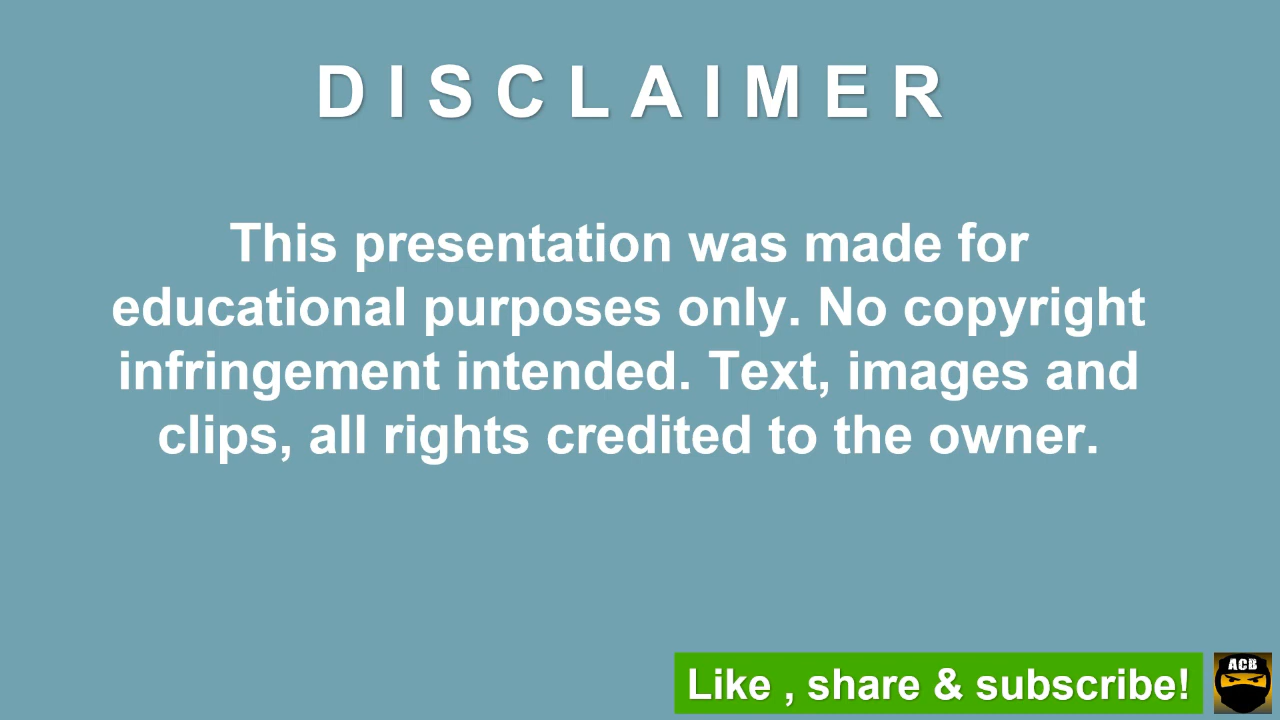 D I S C L A I M E R
This presentation was made for
educational purposes only. No copyright
infringement intended. Text, images and
clips, all rights credited to the owner.
Like , share & subscribe!
ACB